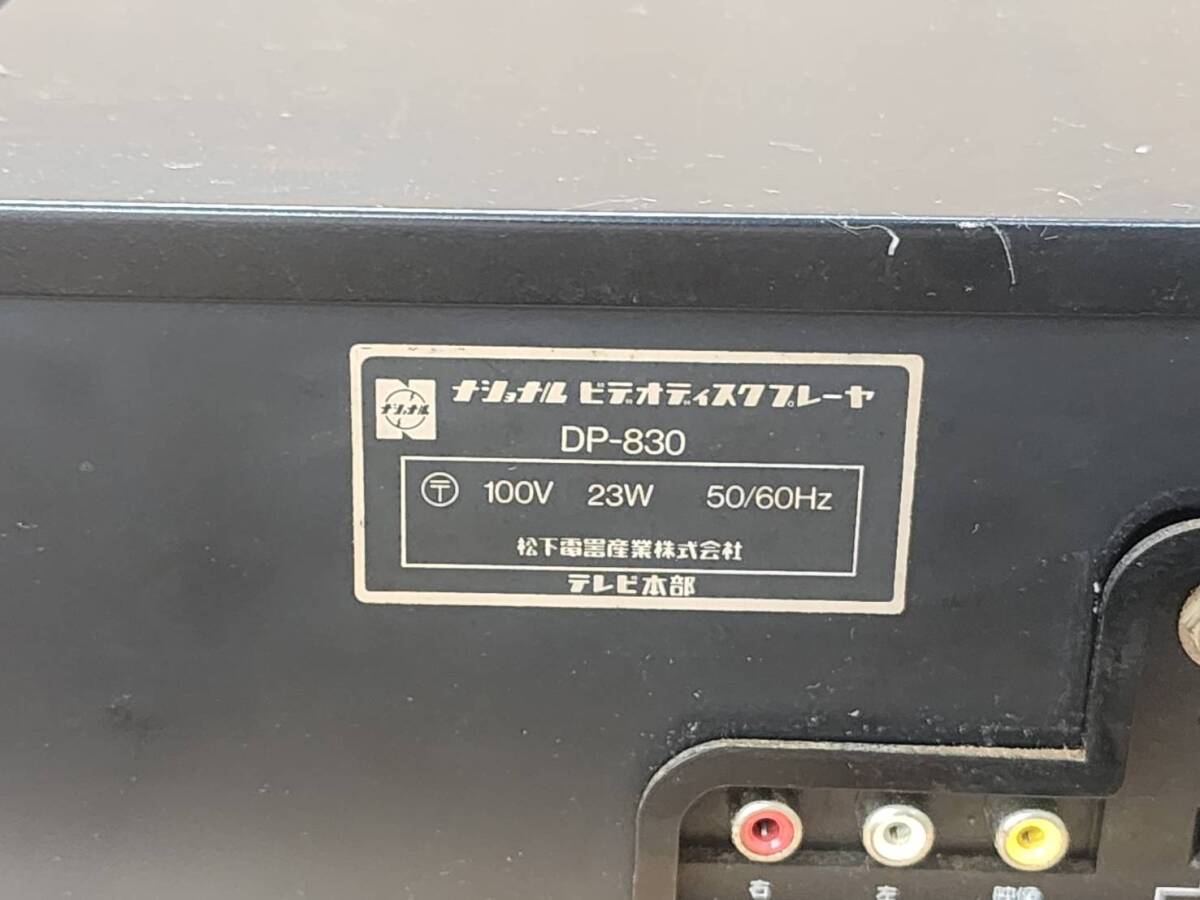 ナショナル
ナショナル ビデオディスクプレーヤ
DP-830
〒 100V 23W 50/60Hz
松下電器産業株式会社
テレビ本部
右 左 映像